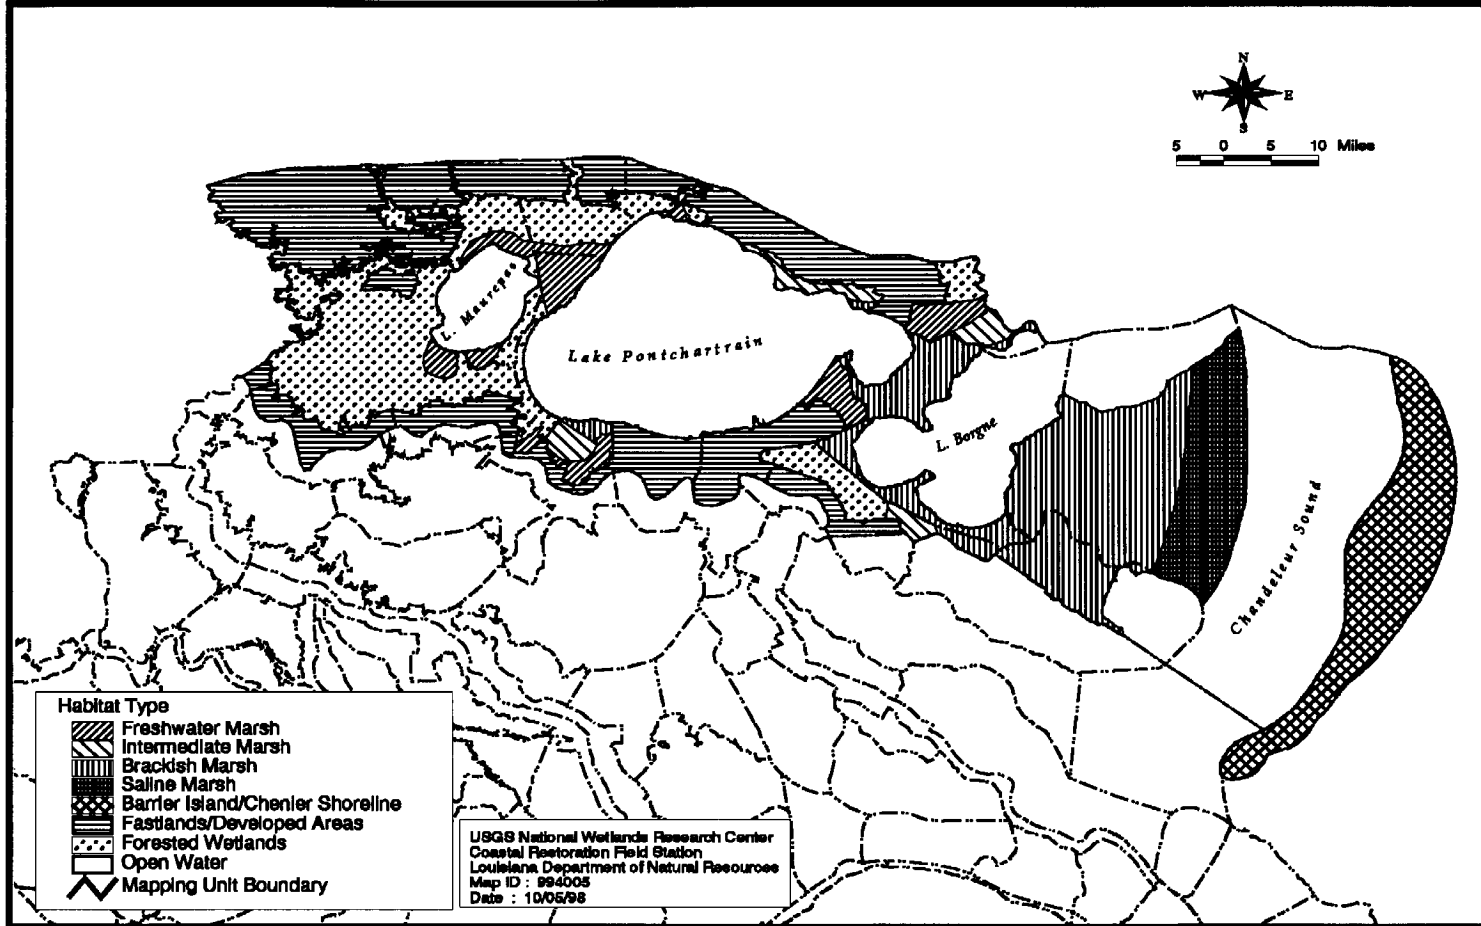 N
W E
S
5 0 5 10 Miles
L. Maurepas
Lake Pontchartrain
L. Borgne
Chandeleur Sound
Habitat Type
Freshwater Marsh
Intermediate Marsh
Brackish Marsh
Saline Marsh
Barrier Island/Chenier Shoreline
Fastlands/Developed Areas
Forested Wetlands
Open Water
Mapping Unit Boundary
USGS National Wetlands Research Center
Coastal Restoration Field Station
Louisiana Department of Natural Resources
Map ID : 994005
Date : 10/05/98